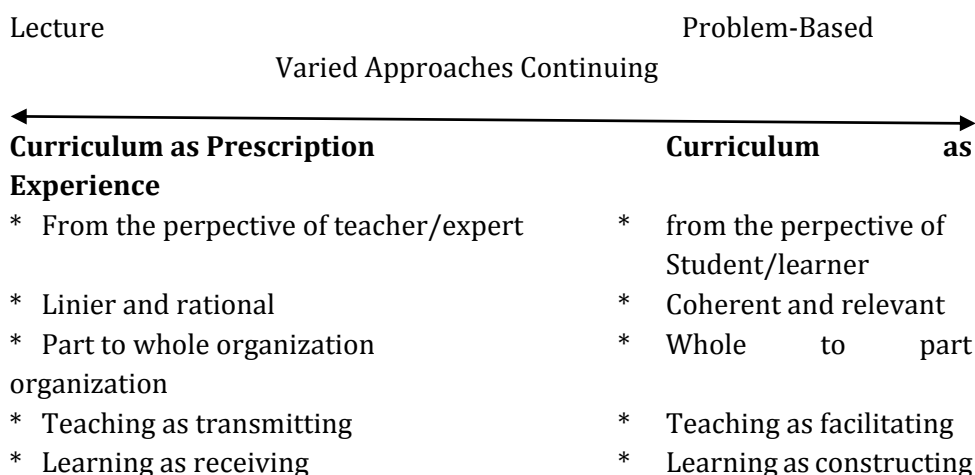 Lecture Problem-Based
Varied Approaches Continuing
Curriculum as Prescription Curriculum as
Experience
* From the perpective of teacher/expert * from the perpective of
Student/learner
* Linier and rational * Coherent and relevant
* Part to whole organization * Whole to part
organization
* Teaching as transmitting * Teaching as facilitating
* Learning as receiving * Learning as constructing